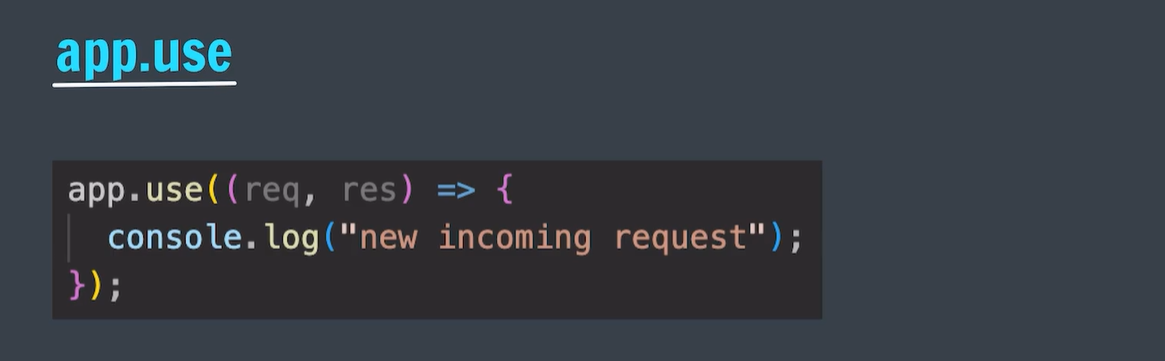 app.use
app.use((req, res) => {
  console.log("new incoming request");
});